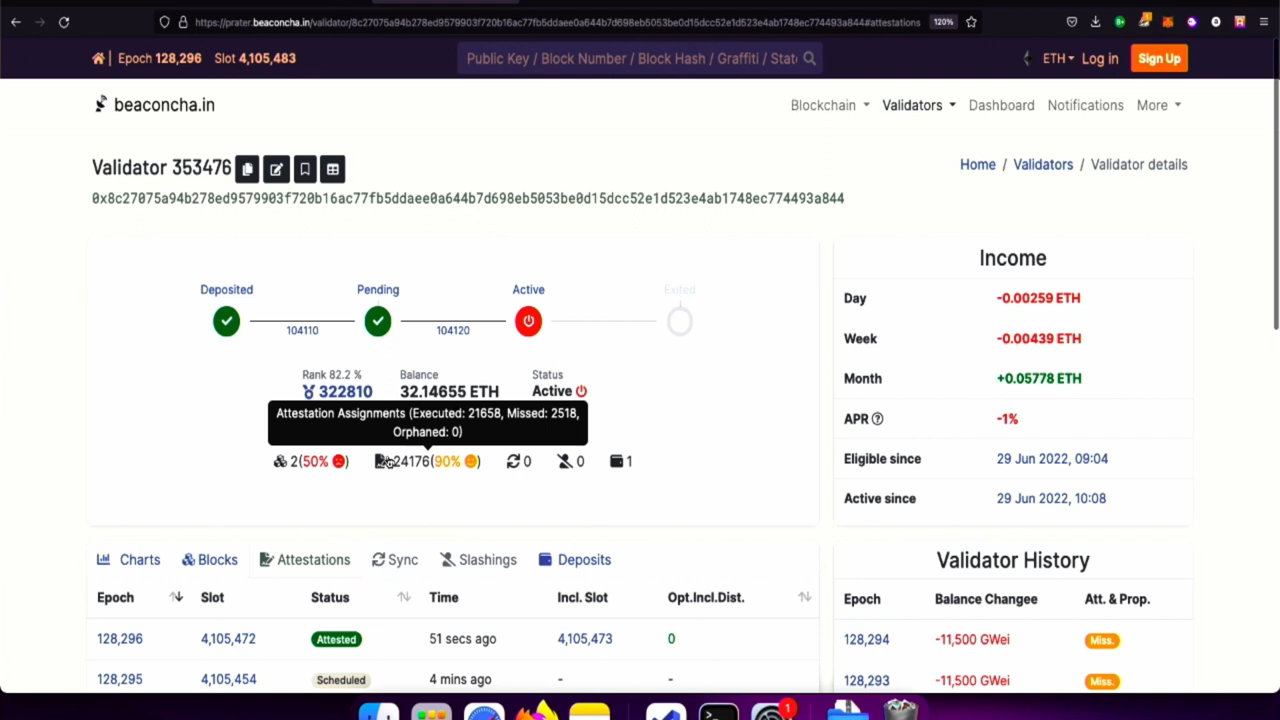 https://prater.beaconcha.in/validator/8c27075a94b278ed9579903f720b16ac77fb5ddaee0a644b7d698eb5053be0d15dcc52e1d523e4ab1748ec774493a844#attestations 120%
Epoch 128,296 Slot 4,105,483 Public Key / Block Number / Block Hash / Graffiti / State ETH Log in Sign Up
beaconcha.in Blockchain Validators Dashboard Notifications More
Validator 353476 Home / Validators / Validator details
0x8c27075a94b278ed9579903f720b16ac77fb5ddaee0a644b7d698eb5053be0d15dcc52e1d523e4ab1748ec774493a844
Deposited Pending Active Exited
104110 104120
Rank 82.2 % Balance Status
322810 32.14655 ETH Active
Attestation Assignments (Executed: 21658, Missed: 2518,
Orphaned: 0)
2(50% ) 24176(90% ) 0 0 1
Income
Day -0.00259 ETH
Week -0.00439 ETH
Month +0.05778 ETH
APR -1%
Eligible since 29 Jun 2022, 09:04
Active since 29 Jun 2022, 10:08
Charts Blocks Attestations Sync Slashings Deposits
Epoch Slot Status Time Incl. Slot Opt.Incl.Dist.
128,296 4,105,472 Attested 51 secs ago 4,105,473 0
128,295 4,105,454 Scheduled 4 mins ago - -
Validator History
Epoch Balance Changee Att. & Prop.
128,294 -11,500 GWei Miss.
128,293 -11,500 GWei Miss.
1